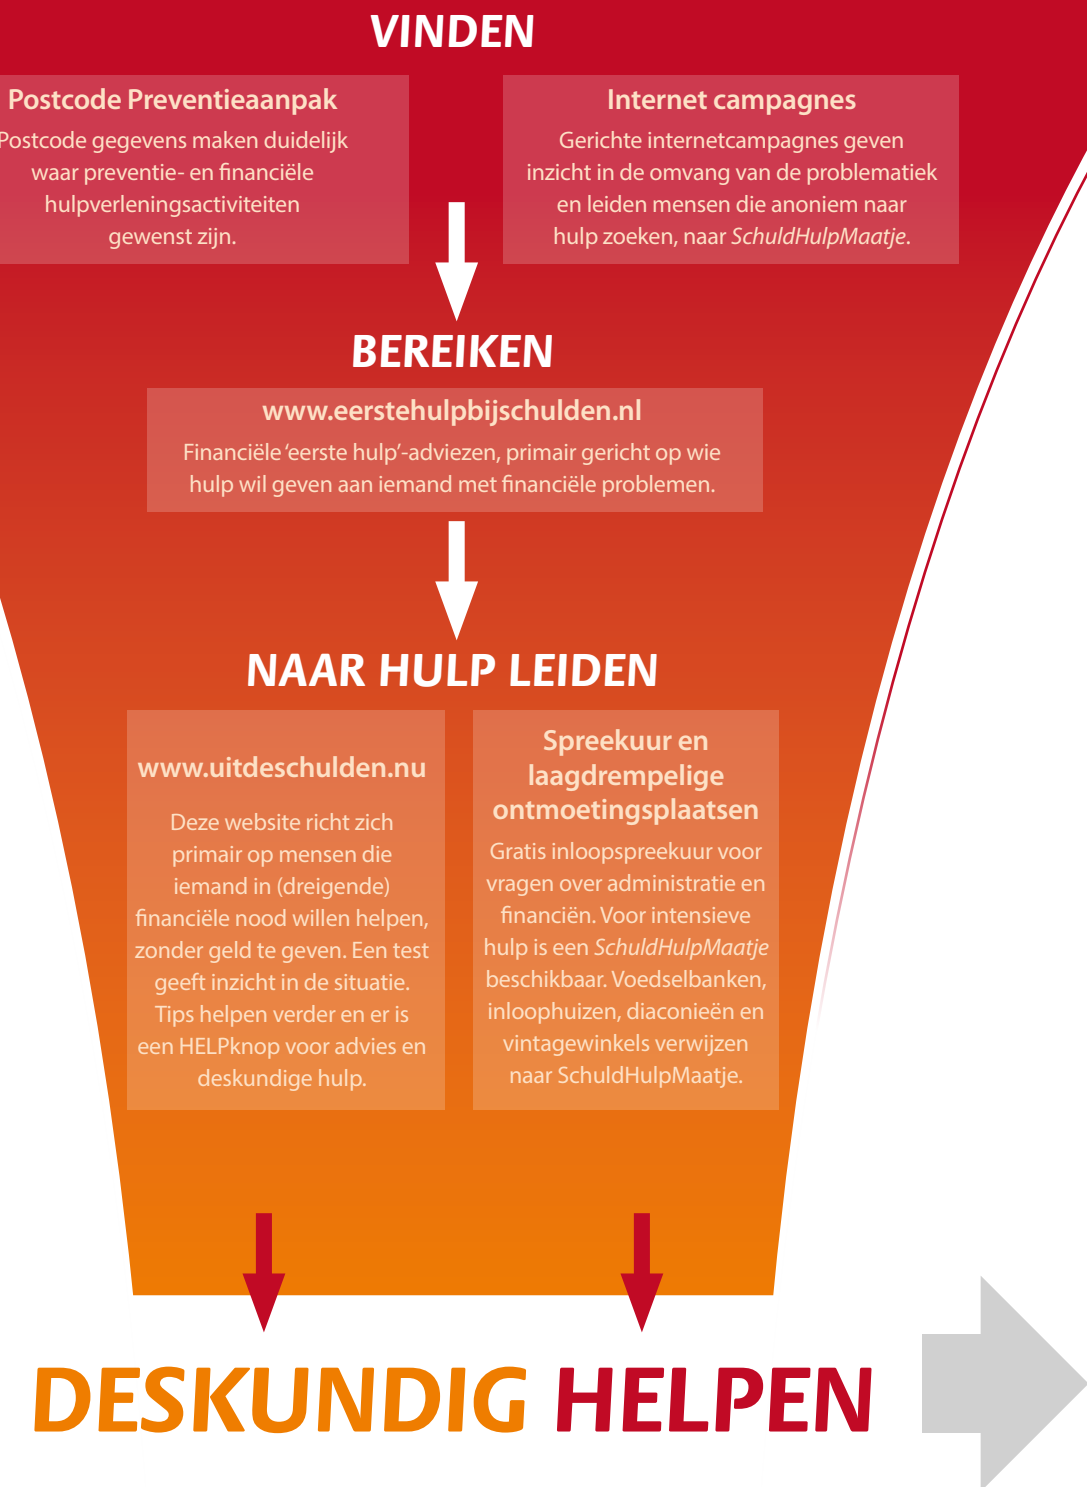 VINDEN
Postcode Preventieaanpak
Postcode gegevens maken duidelijk
waar preventie- en financiële
hulpverleningsactiviteiten
gewenst zijn.
Internet campagnes
Gerichte internetcampagnes geven
inzicht in de omvang van de problematiek
en leiden mensen die anoniem naar
hulp zoeken, naar SchuldHulpMaatje.
BEREIKEN
www.eerstehulpbijschulden.nl
Financiële ‘eerste hulp’-adviezen, primair gericht op wie
hulp wil geven aan iemand met financiële problemen.
NAAR HULP LEIDEN
www.uitdeschulden.nu
Deze website richt zich
primair op mensen die
iemand in (dreigende)
financiële nood willen helpen,
zonder geld te geven. Een test
geeft inzicht in de situatie.
Tips helpen verder en er is
een HELPknop voor advies en
deskundige hulp.
Spreekuur en
laagdrempelige
ontmoetingsplaatsen
Gratis inloopspreekuur voor
vragen over administratie en
financiën. Voor intensieve
hulp is een SchuldHulpMaatje
beschikbaar. Voedselbanken,
inloophuizen, diaconieën en
vintagewinkels verwijzen
naar SchuldHulpMaatje.
DESKUNDIG HELPEN